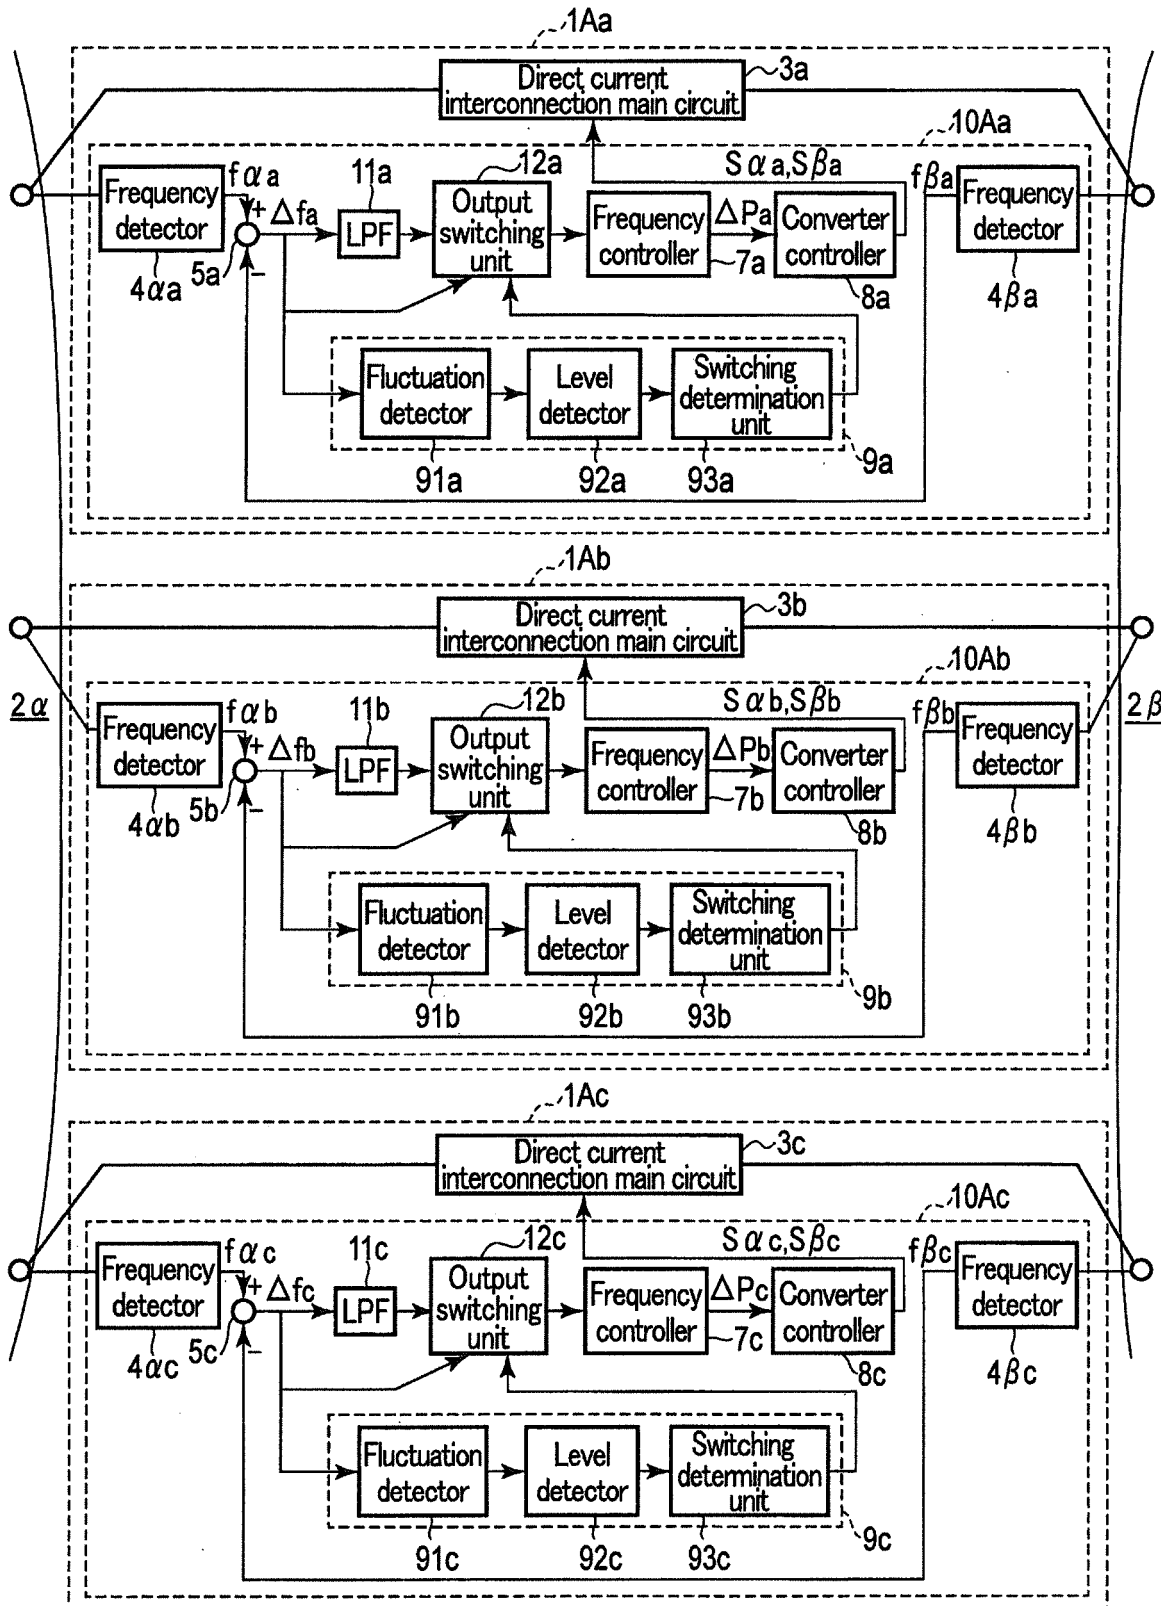 1Aa
Direct current
interconnection main circuit
3a
10Aa
Frequency
detector
4αa
fαa
+
Δfa
5a
−
11a
LPF
12a
Output
switching
unit
Sαa,Sβa
Frequency
controller
7a
ΔPa
Converter
controller
8a
fβa
Frequency
detector
4βa
Fluctuation
detector
91a
Level
detector
92a
Switching
determination
unit
93a
9a
1Ab
Direct current
interconnection main circuit
3b
10Ab
2α
2β
Frequency
detector
4αb
fαb
+
Δfb
5b
−
11b
LPF
12b
Output
switching
unit
Sαb,Sβb
Frequency
controller
7b
ΔPb
Converter
controller
8b
fβb
Frequency
detector
4βb
Fluctuation
detector
91b
Level
detector
92b
Switching
determination
unit
93b
9b
1Ac
Direct current
interconnection main circuit
3c
10Ac
Frequency
detector
4αc
fαc
+
Δfc
5c
−
11c
LPF
12c
Output
switching
unit
Sαc,Sβc
Frequency
controller
7c
ΔPc
Converter
controller
8c
fβc
Frequency
detector
4βc
Fluctuation
detector
91c
Level
detector
92c
Switching
determination
unit
93c
9c